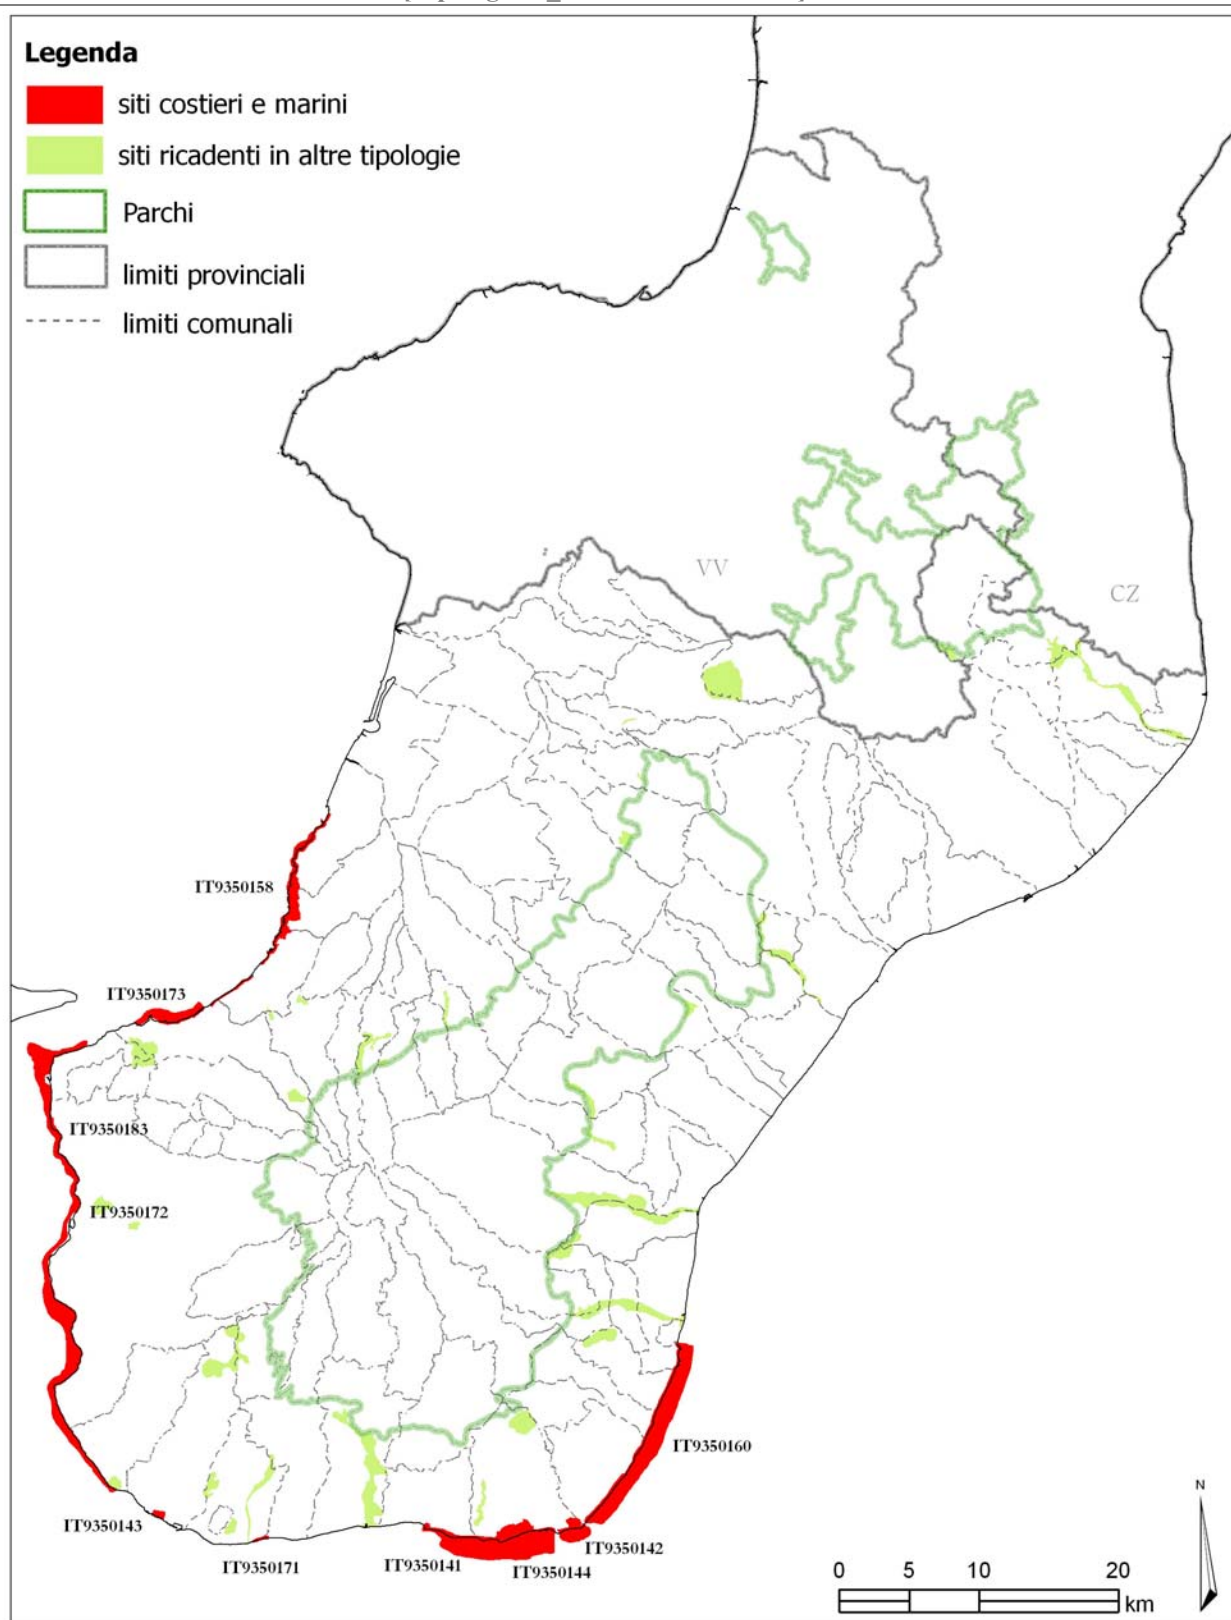 Legenda
siti costieri e marini
siti ricadenti in altre tipologie
Parchi
limiti provinciali
limiti comunali
VV
CZ
IT9350158
IT9350173
IT9350183
IT9350172
IT9350160
IT9350143
IT9350142
IT9350171
IT9350141
IT9350144
N
0 5 10 20
km